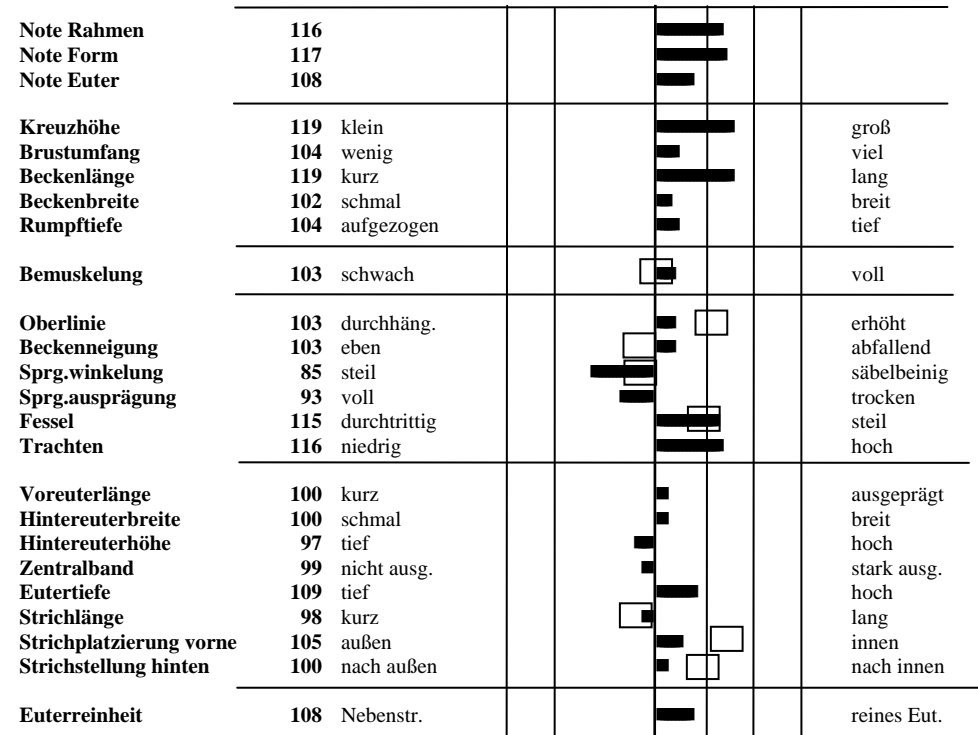 Note Rahmen 116
Note Form 117
Note Euter 108
Kreuzhöhe 119 klein groß
Brustumfang 104 wenig viel
Beckenlänge 119 kurz lang
Beckenbreite 102 schmal breit
Rumpftiefe 104 aufgezogen tief
Bemuskelung 103 schwach voll
Oberlinie 103 durchhäng. erhöht
Beckenneigung 103 eben abfallend
Sprg.winkelung 85 steil säbelbeinig
Sprg.ausprägung 93 voll trocken
Fessel 115 durchtrittig steil
Trachten 116 niedrig hoch
Voreuterlänge 100 kurz ausgeprägt
Hintereuterbreite 100 schmal breit
Hintereuterhöhe 97 tief hoch
Zentralband 99 nicht ausg. stark ausg.
Eutertiefe 109 tief hoch
Strichlänge 98 kurz lang
Strichplatzierung vorne 105 außen innen
Strichstellung hinten 100 nach außen nach innen
Euterreinheit 108 Nebenstr. reines Eut.